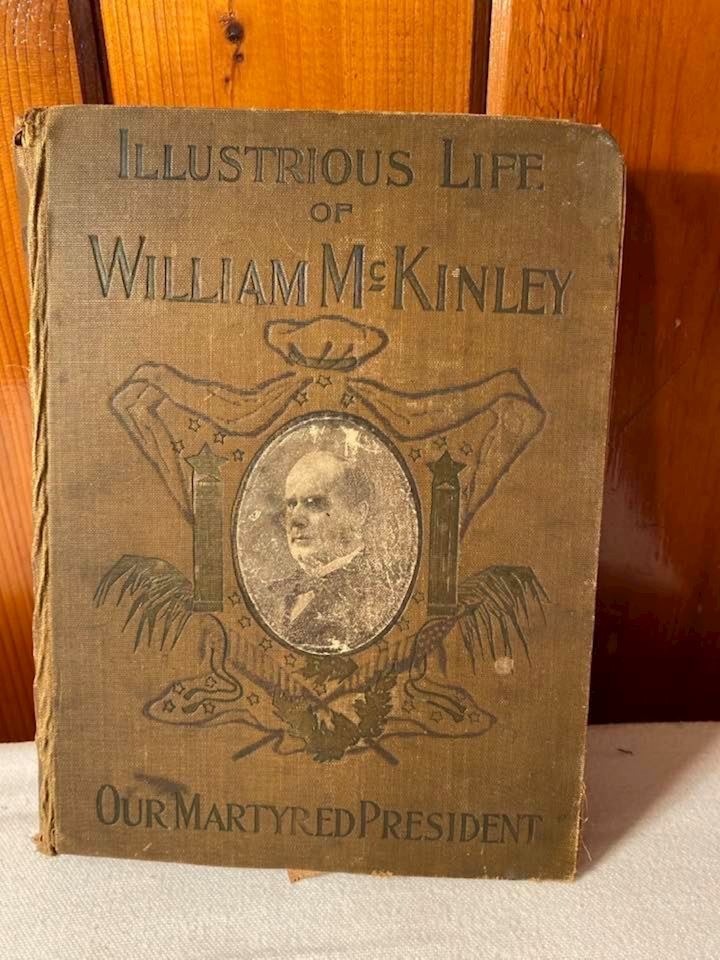 ILLUSTRIOUS LIFE
OF
WILLIAM McKINLEY
OUR MARTYRED PRESIDENT